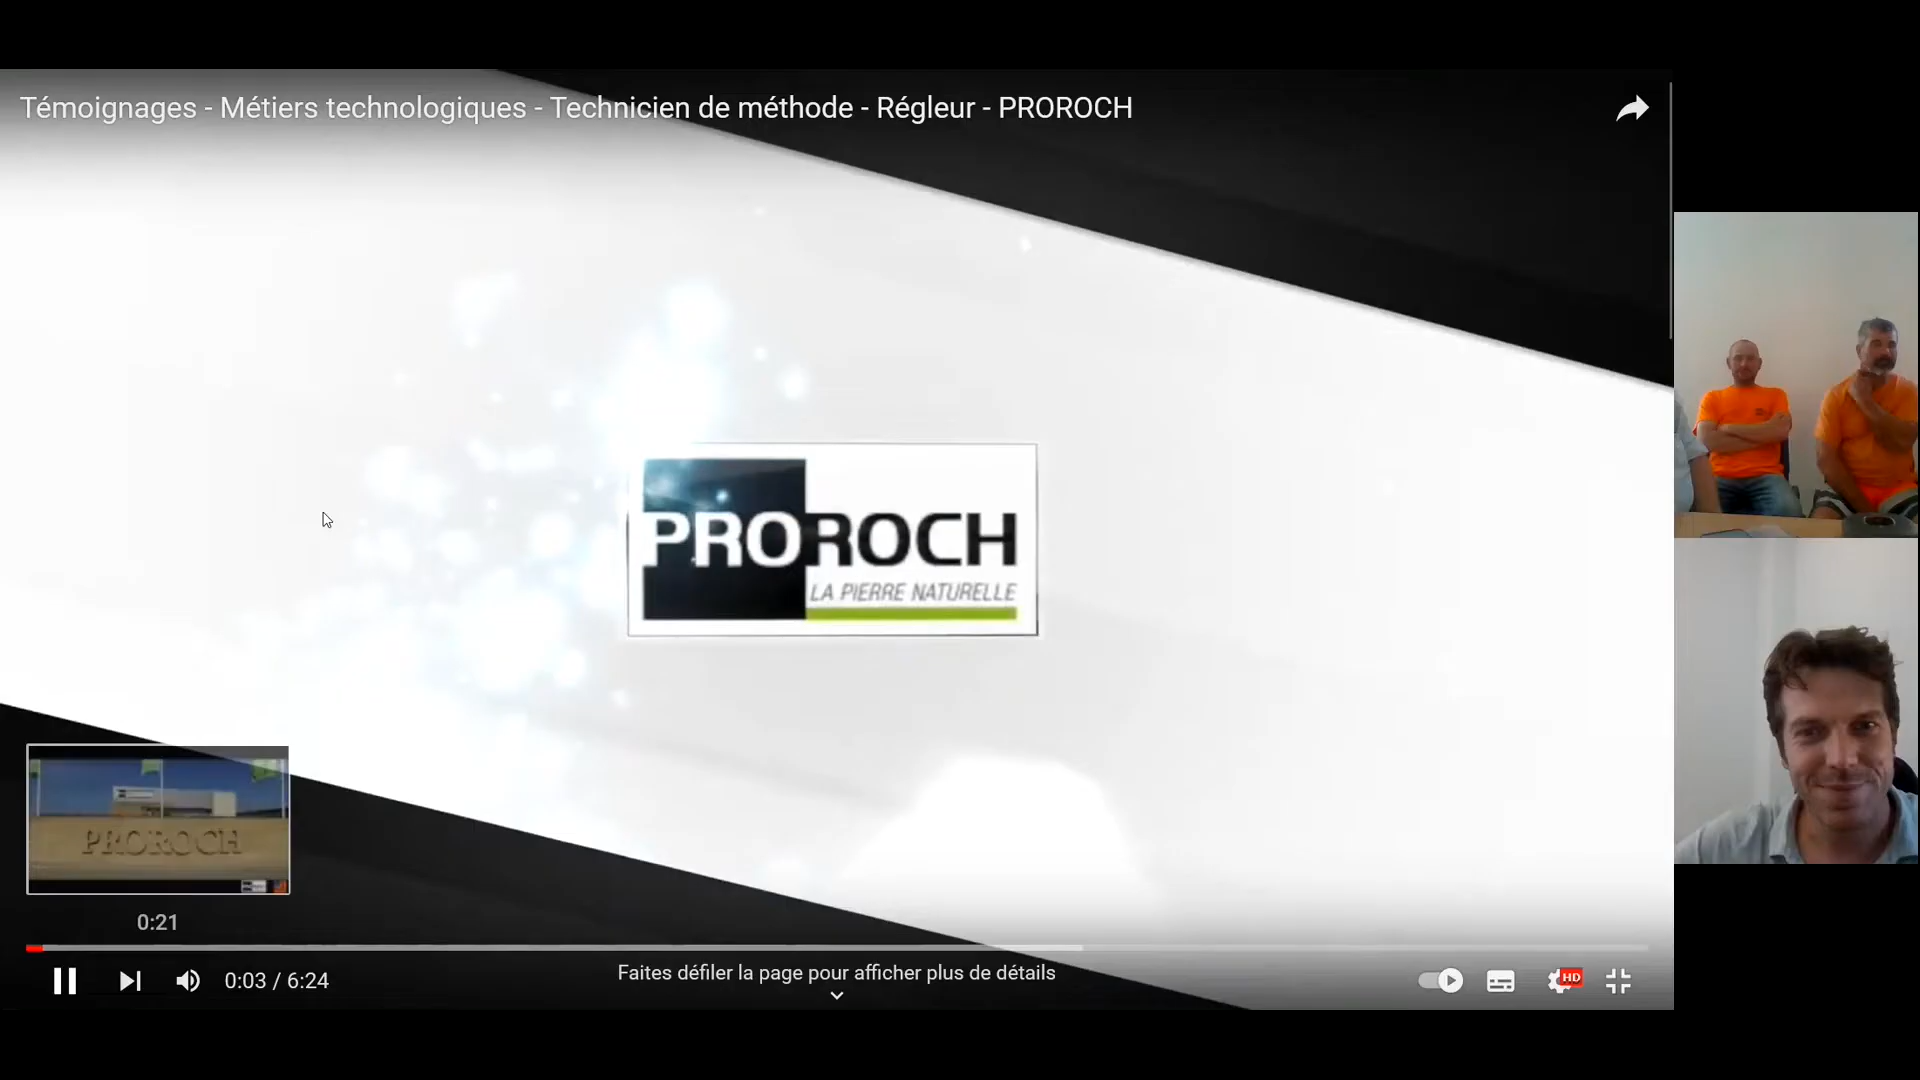 Témoignages - Métiers technologiques - Technicien de méthode - Régleur - PROROCH
PROROCH
LA PIERRE NATURELLE
PROROCH
0:21
0:03 / 6:24
Faites défiler la page pour afficher plus de détails
HD